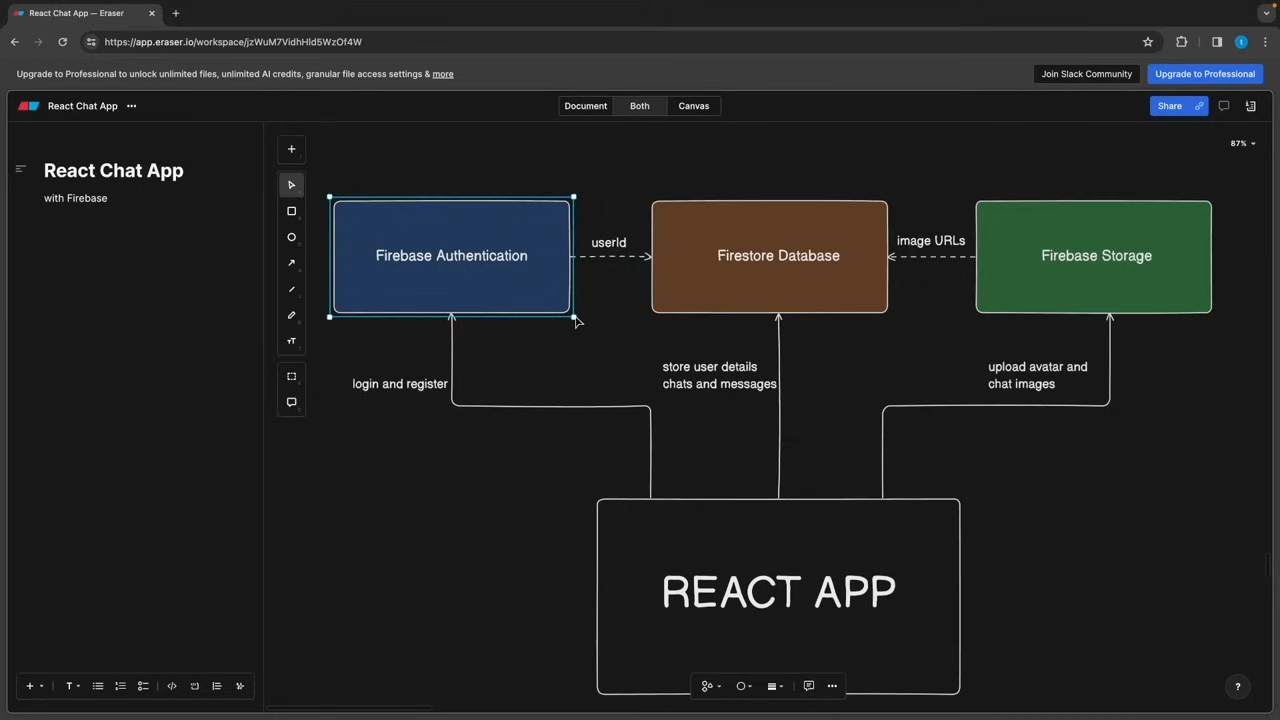 React Chat App — Eraser
https://app.eraser.io/workspace/jzWuM7VidhHld5WzOf4W
t
Upgrade to Professional to unlock unlimited files, unlimited AI credits, granular file access settings & more
Join Slack Community
Upgrade to Professional
React Chat App
Document
Both
Canvas
Share
87%
React Chat App
with Firebase
Firebase Authentication
userId
Firestore Database
image URLs
Firebase Storage
login and register
store user details
chats and messages
upload avatar and
chat images
REACT APP
T
?